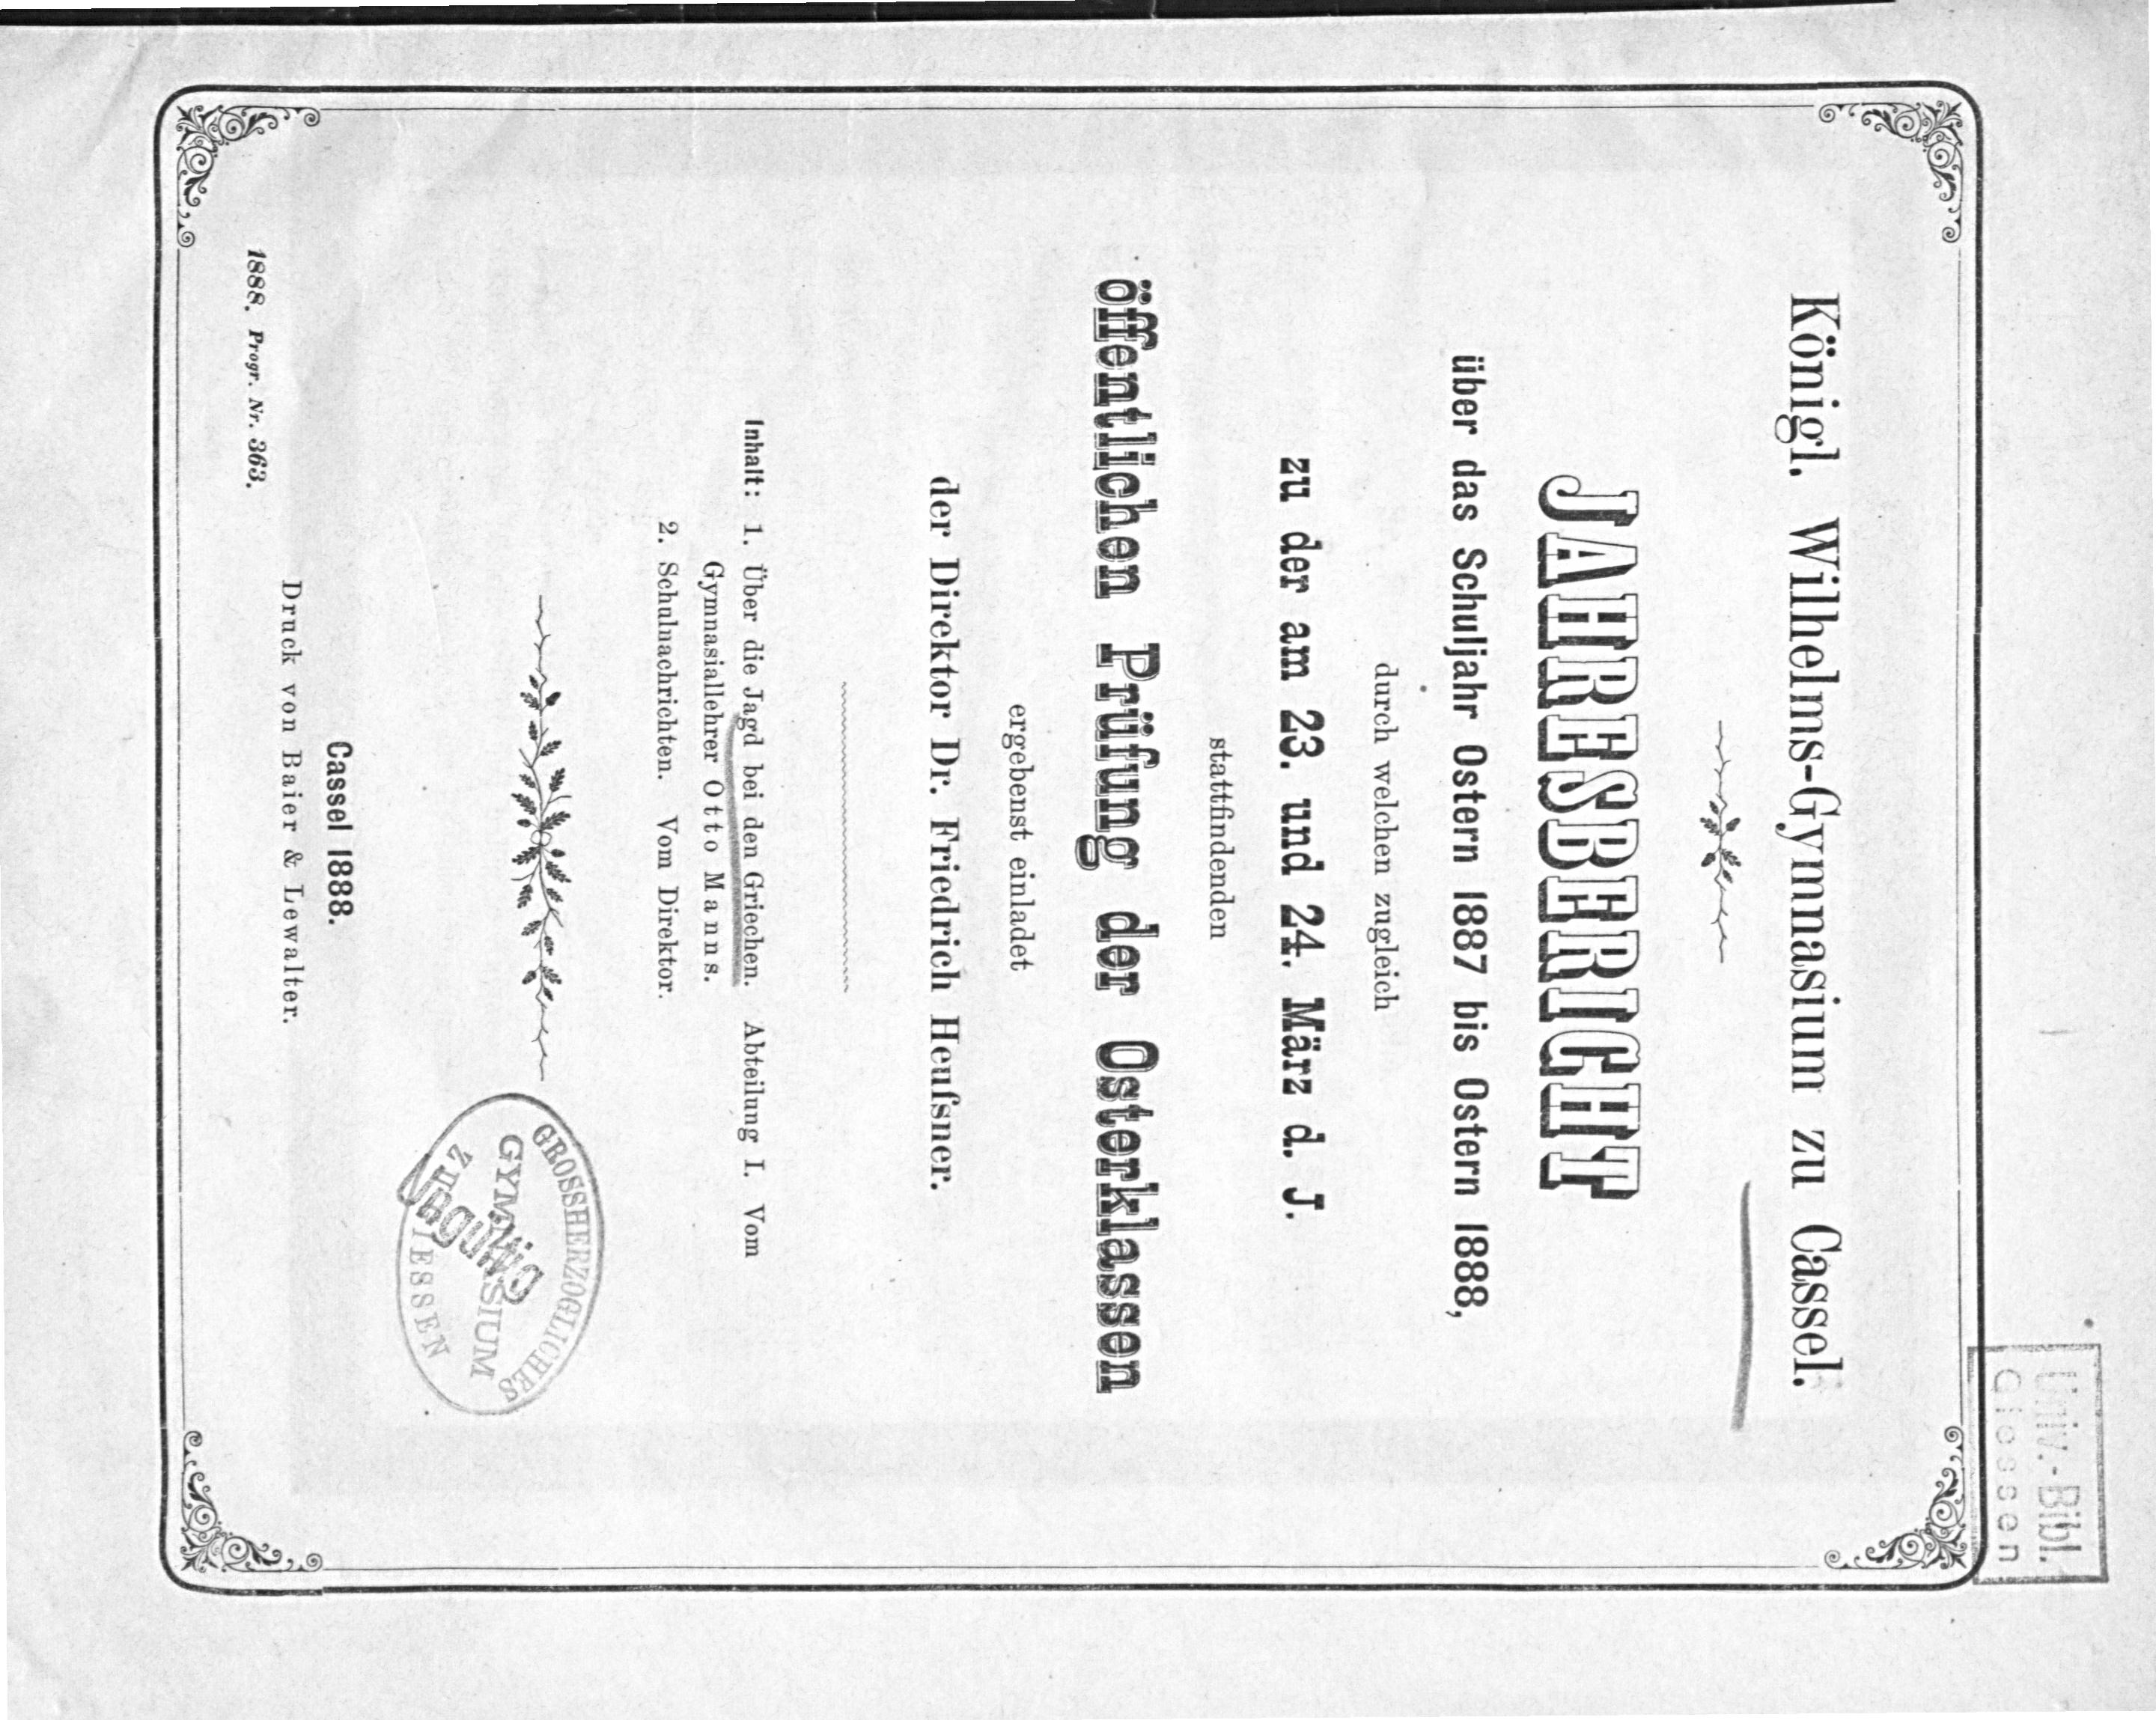 Univ.-Bibl.
Giessen
Königl. Wilhelms-Gymnasium zu Cassel.
JAHRESBERICHT
über das Schuljahr Ostern 1887 bis Ostern 1888,
durch welchen zugleich
zu der am 23. und 24. März d. J.
stattfindenden
öffentlichen Prüfung der Osterklassen
ergebenst einladet
der Direktor Dr. Friedrich Heuſsner.
Inhalt: 1. Über die Jagd bei den Griechen. Abteilung I. Vom
Gymnasiallehrer Otto Manns.
2. Schulnachrichten. Vom Direktor.
GROSSHERZOGLICHES
GYMNASIUM
Ungültig
zu
GIESSEN
Cassel 1888.
Druck von Baier & Lewalter.
1888. Progr. Nr. 363.